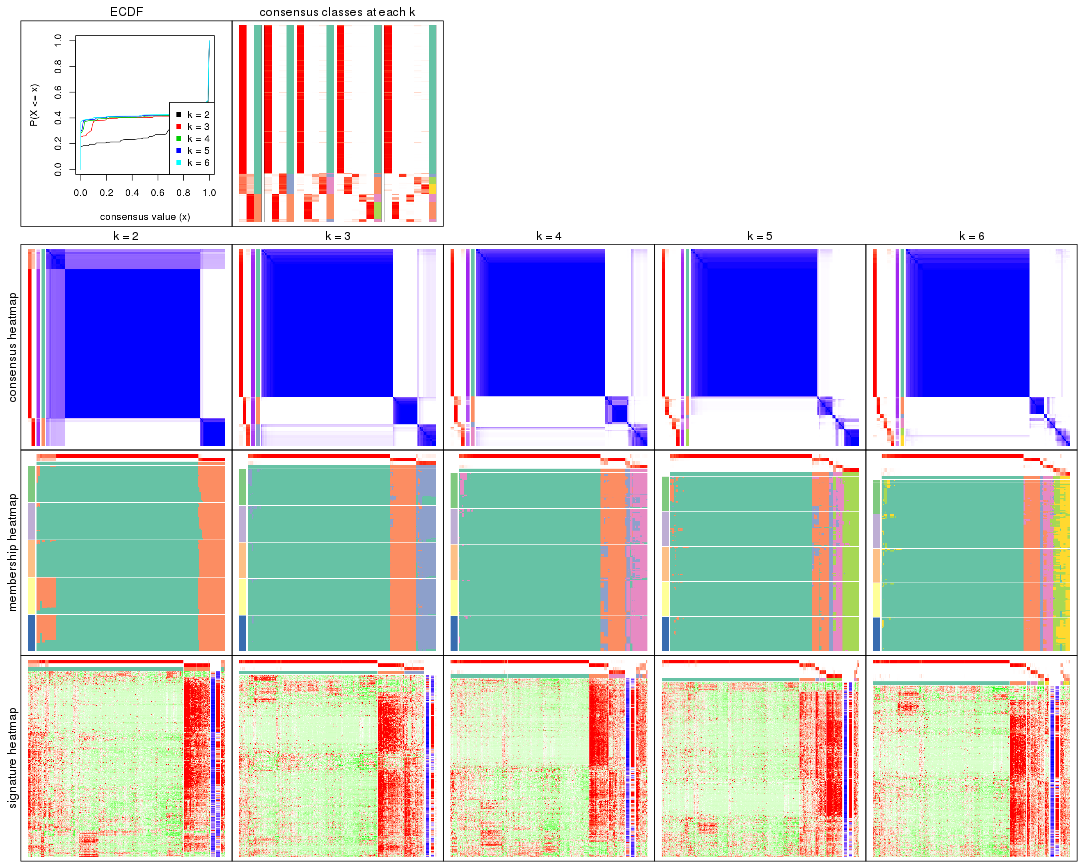 ECDF
consensus classes at each k
P(X <= x)
0.0 0.2 0.4 0.6 0.8 1.0
k = 2
k = 3
k = 4
k = 5
k = 6
0.0 0.2 0.4 0.6 0.8 1.0
consensus value (x)
k = 2
k = 3
k = 4
k = 5
k = 6
consensus heatmap
membership heatmap
signature heatmap